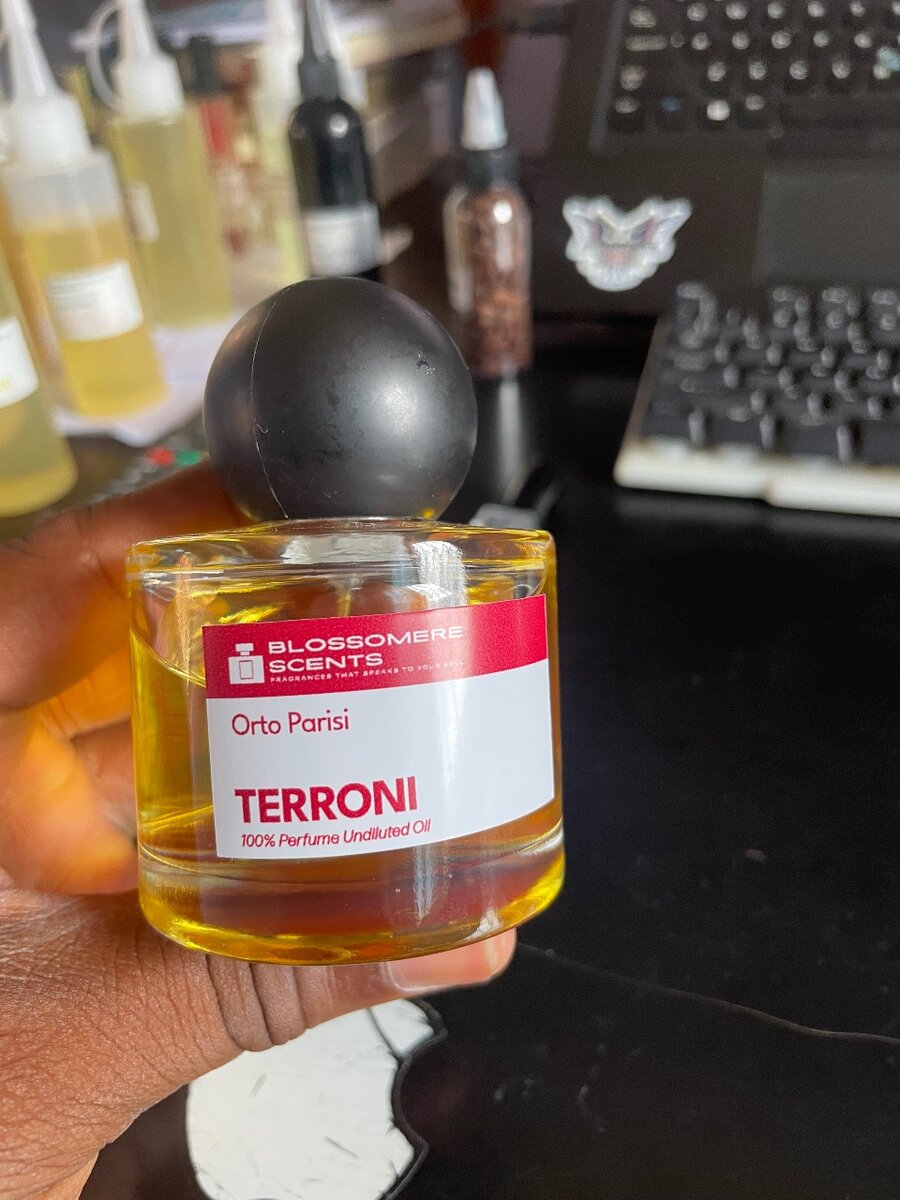 BLOSSOMERE
SCENTS
FRAGRANCES THAT SPEAKS TO YOUR SOUL
Orto Parisi
TERRONI
100% Perfume Undiluted Oil